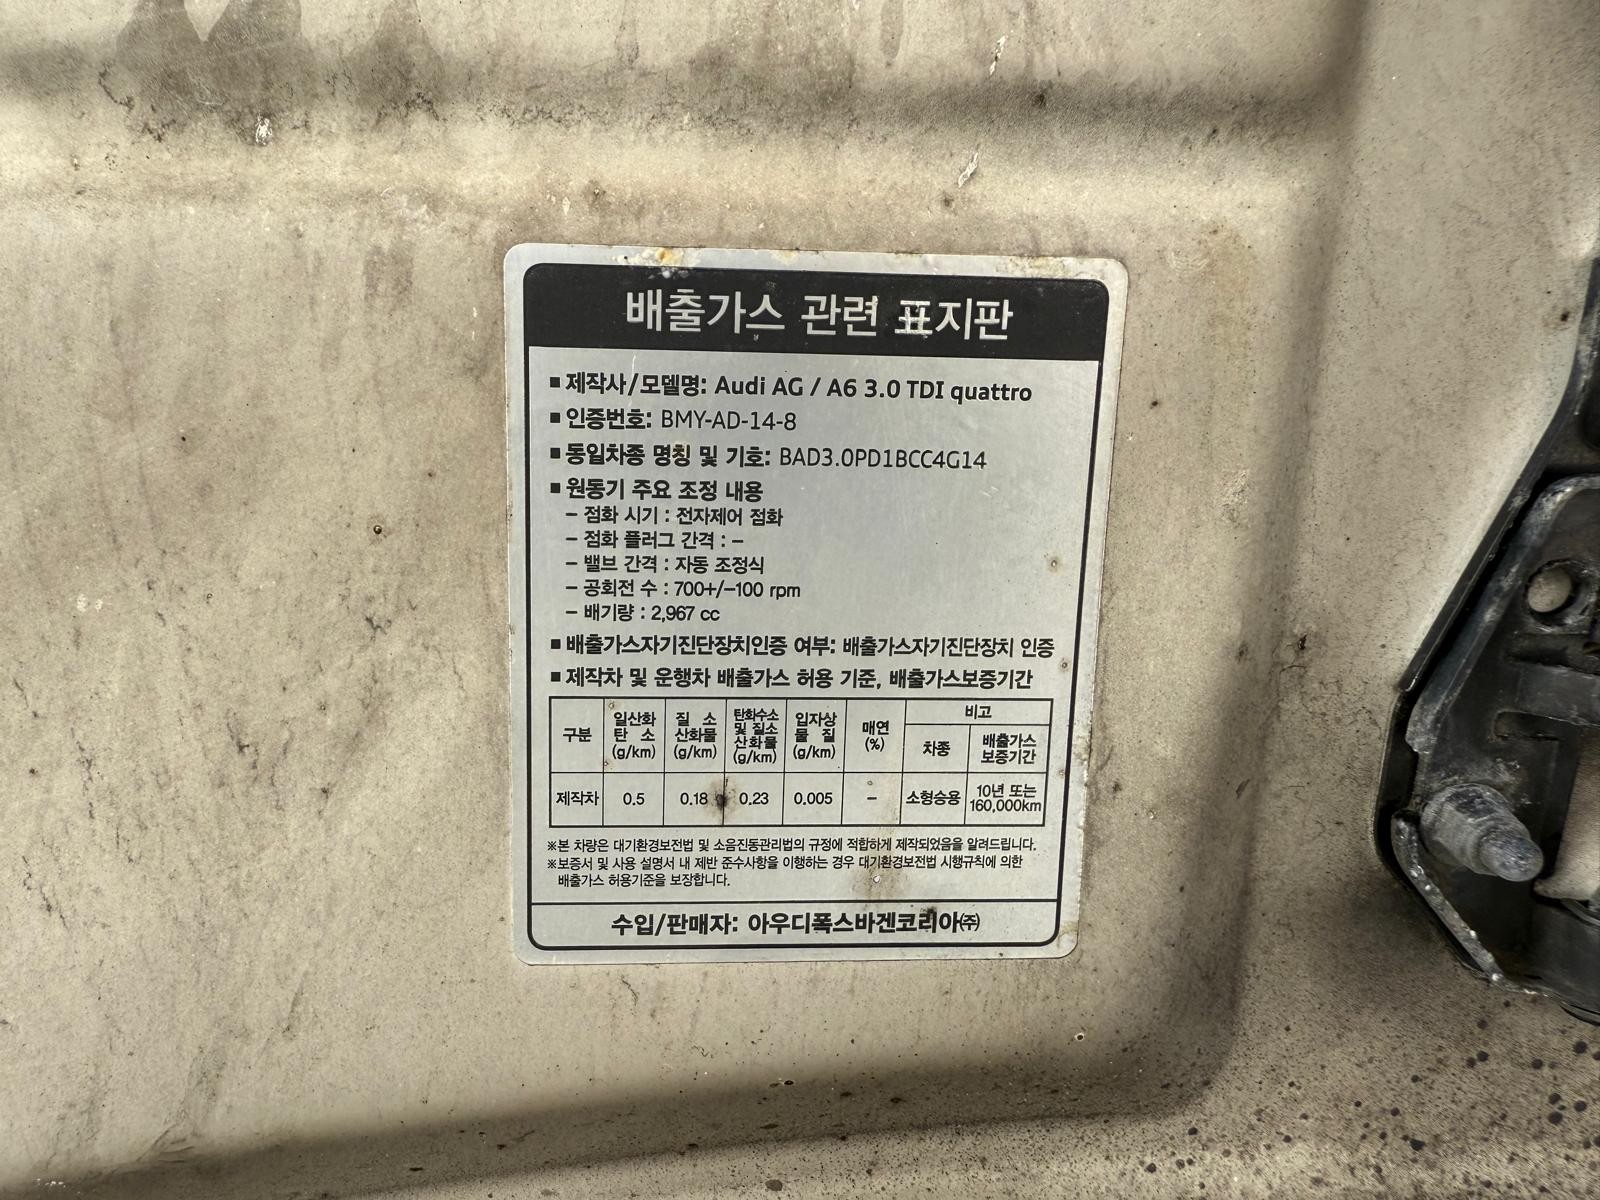 배출가스 관련 표지판
■ 제작사/모델명: Audi AG / A6 3.0 TDI quattro
■ 인증번호: BMY-AD-14-8
■ 동일차종 명칭 및 기호: BAD3.0PD1BCC4G14
■ 원동기 주요 조정 내용
– 점화 시기 : 전자제어 점화
– 점화 플러그 간격 : –
– 밸브 간격 : 자동 조정식
– 공회전 수 : 700+/–100 rpm
– 배기량 : 2,967 cc
■ 배출가스자기진단장치인증 여부: 배출가스자기진단장치 인증
■ 제작차 및 운행차 배출가스 허용 기준, 배출가스보증기간
구분 일산화탄소 (g/km) 질소산화물 (g/km) 탄화수소 및 질소산화물 (g/km) 입자상물질 (g/km) 매연 (%) 비고
차종 배출가스 보증기간
제작차 0.5 0.18 0.23 0.005 – 소형승용 10년 또는 160,000km
※본 차량은 대기환경보전법 및 소음진동관리법의 규정에 적합하게 제작되었음을 알려드립니다.
※보증서 및 사용 설명서 내 제반 준수사항을 이행하는 경우 대기환경보전법 시행규칙에 의한
배출가스 허용기준을 보장합니다.
수입/판매자: 아우디폭스바겐코리아㈜